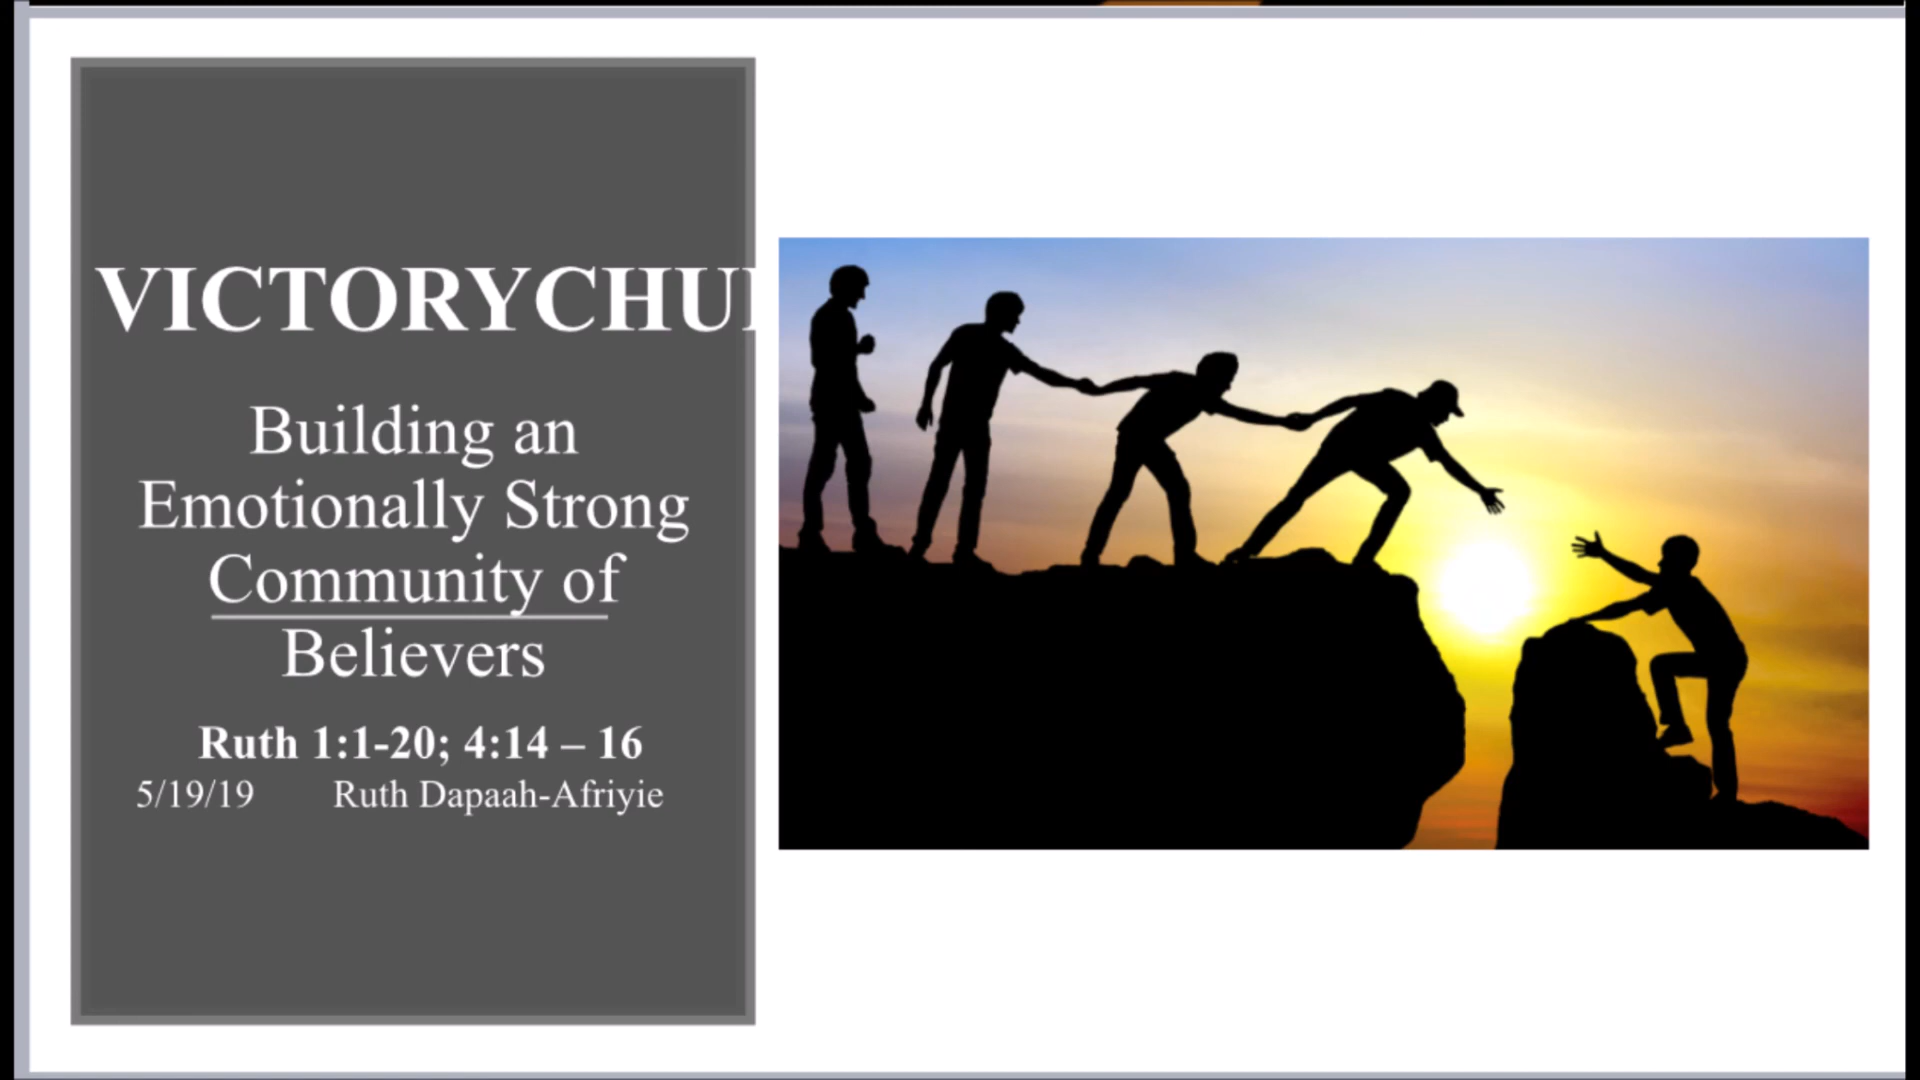 VICTORYCHU
Building an
Emotionally Strong
Community of
Believers
Ruth 1:1-20; 4:14 – 16
5/19/19 Ruth Dapaah-Afriyie